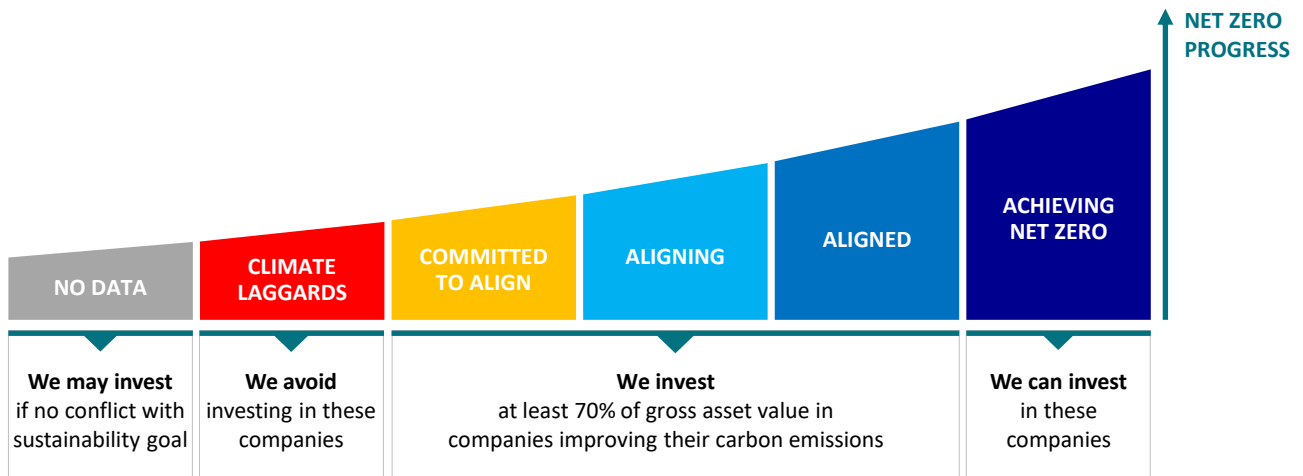 NET ZERO
PROGRESS
NO DATA
CLIMATE
LAGGARDS
COMMITTED
TO ALIGN
ALIGNING
ALIGNED
ACHIEVING
NET ZERO
We may invest
if no conflict with
sustainability goal
We avoid
investing in these
companies
We invest
at least 70% of gross asset value in
companies improving their carbon emissions
We can invest
in these
companies